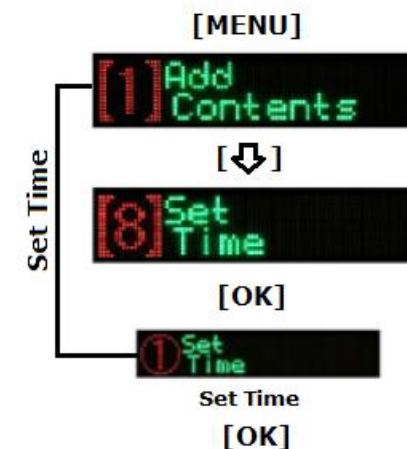 [MENU]
[1] Add
Contents
[⇩]
Set Time
[8] Set
Time
[OK]
① Set
Time
Set Time
[OK]